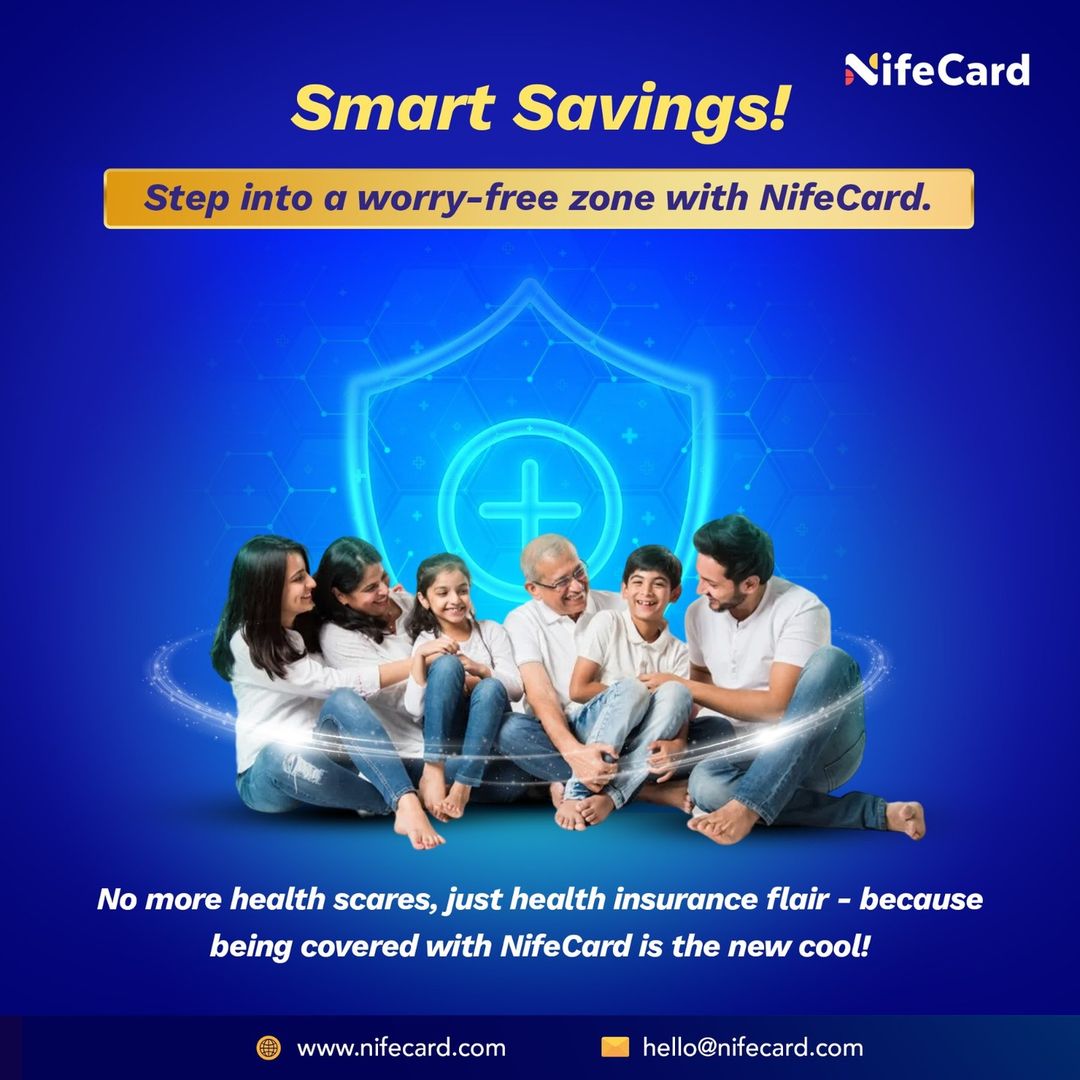 NifeCard
Smart Savings!
Step into a worry-free zone with NifeCard.
No more health scares, just health insurance flair - because
being covered with NifeCard is the new cool!
www.nifecard.com
hello@nifecard.com